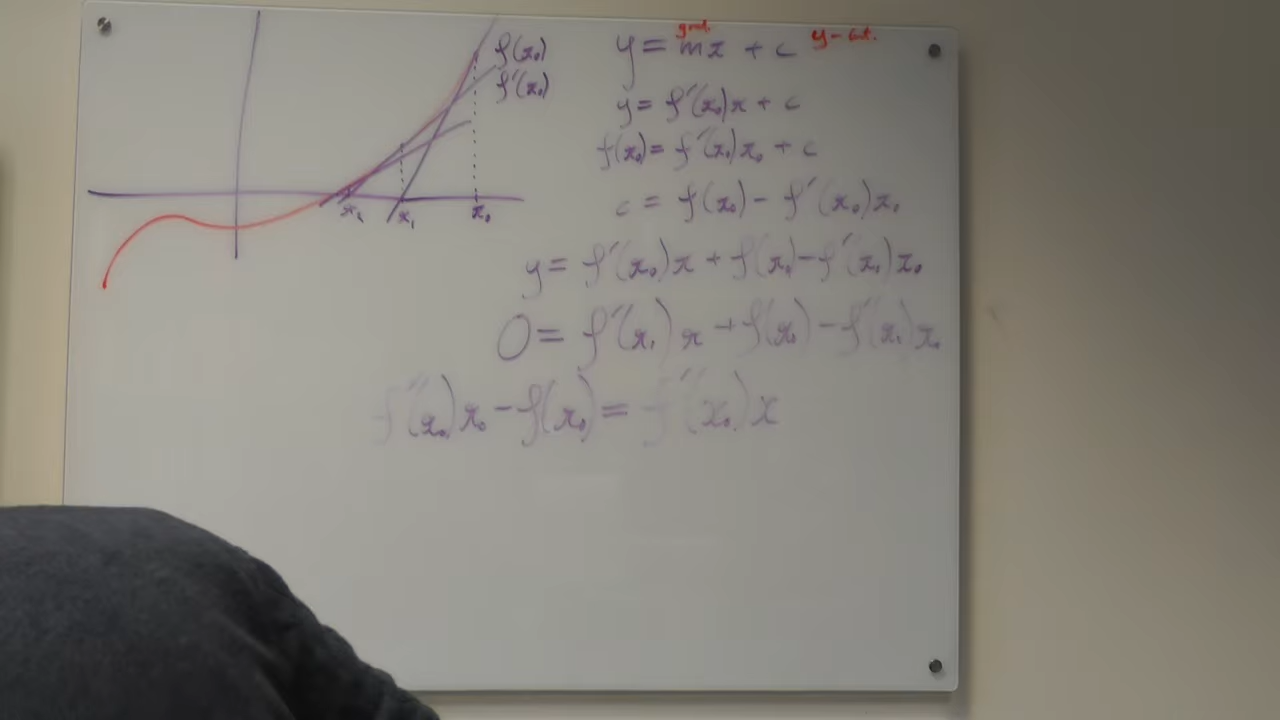 f(x₀)
f'(x₀)
x₂ x₁ x₀
grad. y-int.
y = mx + c
y = f'(x₀)x + c
f(x₀) = f'(x₀)x₀ + c
c = f(x₀) - f'(x₀)x₀
y = f'(x₀)x + f(x₀) - f'(x₀)x₀
0 = f'(x₀)x + f(x₀) - f'(x₀)x₀
f'(x₀)x₀ - f(x₀) = f'(x₀)x